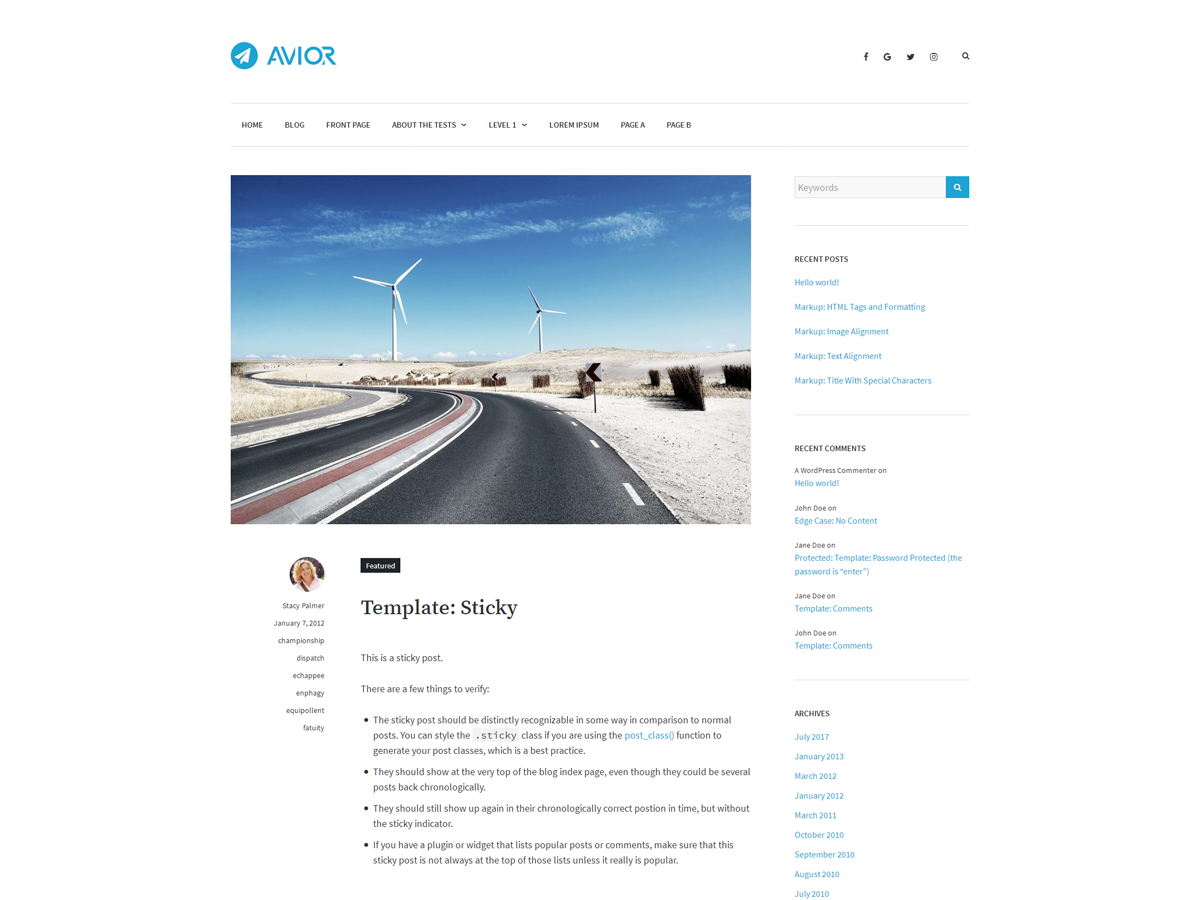 AVIOR
HOME BLOG FRONT PAGE ABOUT THE TESTS LEVEL 1 LOREM IPSUM PAGE A PAGE B
Featured
Template: Sticky
Stacy Palmer
January 7, 2012
championship
dispatch
echappee
enphagy
equipollent
fatuity
This is a sticky post.
There are a few things to verify:
The sticky post should be distinctly recognizable in some way in comparison to normal
posts. You can style the .sticky class if you are using the post_class() function to
generate your post classes, which is a best practice.
They should show at the very top of the blog index page, even though they could be several
posts back chronologically.
They should still show up again in their chronologically correct postion in time, but without
the sticky indicator.
If you have a plugin or widget that lists popular posts or comments, make sure that this
sticky post is not always at the top of those lists unless it really is popular.
Keywords
RECENT POSTS
Hello world!
Markup: HTML Tags and Formatting
Markup: Image Alignment
Markup: Text Alignment
Markup: Title With Special Characters
RECENT COMMENTS
A WordPress Commenter on
Hello world!
John Doe on
Edge Case: No Content
Jane Doe on
Protected: Template: Password Protected (the
password is “enter”)
Jane Doe on
Template: Comments
John Doe on
Template: Comments
ARCHIVES
July 2017
January 2013
March 2012
January 2012
March 2011
October 2010
September 2010
August 2010
July 2010